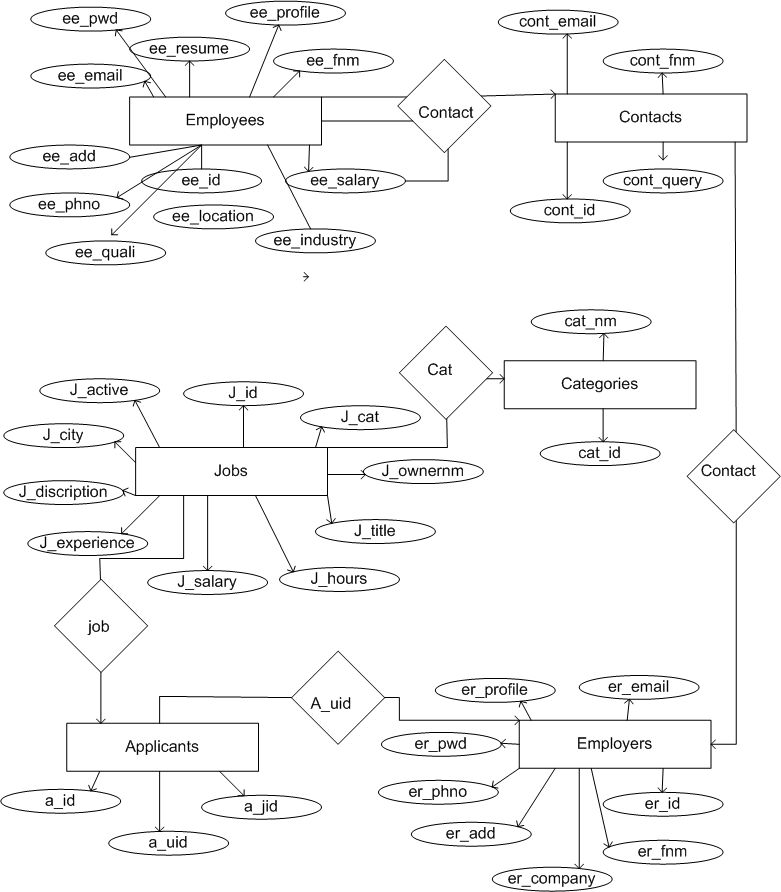 ee_pwd
ee_profile
ee_resume
ee_email
ee_fnm
Employees
Contact
cont_email
cont_fnm
Contacts
ee_add
ee_id
ee_salary
cont_query
ee_phno
ee_location
cont_id
ee_quali
ee_industry
cat_nm
Cat
Categories
J_active
J_id
J_cat
J_city
cat_id
Jobs
J_ownernm
Contact
J_discription
J_title
J_experience
J_salary
J_hours
job
A_uid
er_profile
er_email
Applicants
er_pwd
Employers
er_phno
a_id
a_jid
er_id
a_uid
er_add
er_fnm
er_company